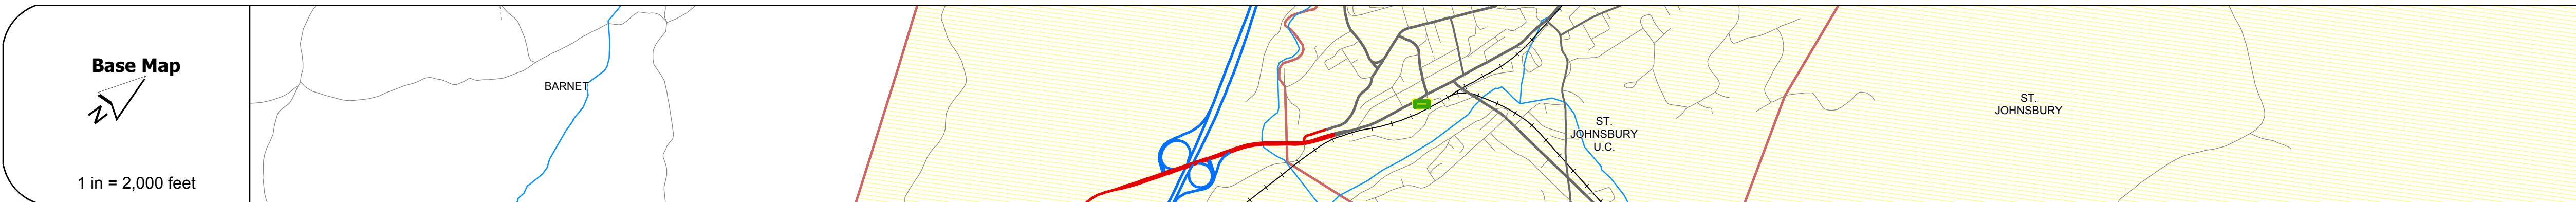 Base Map
N
1 in = 2,000 feet
BARNET
ST.
JOHNSBURY
U.C.
ST.
JOHNSBURY